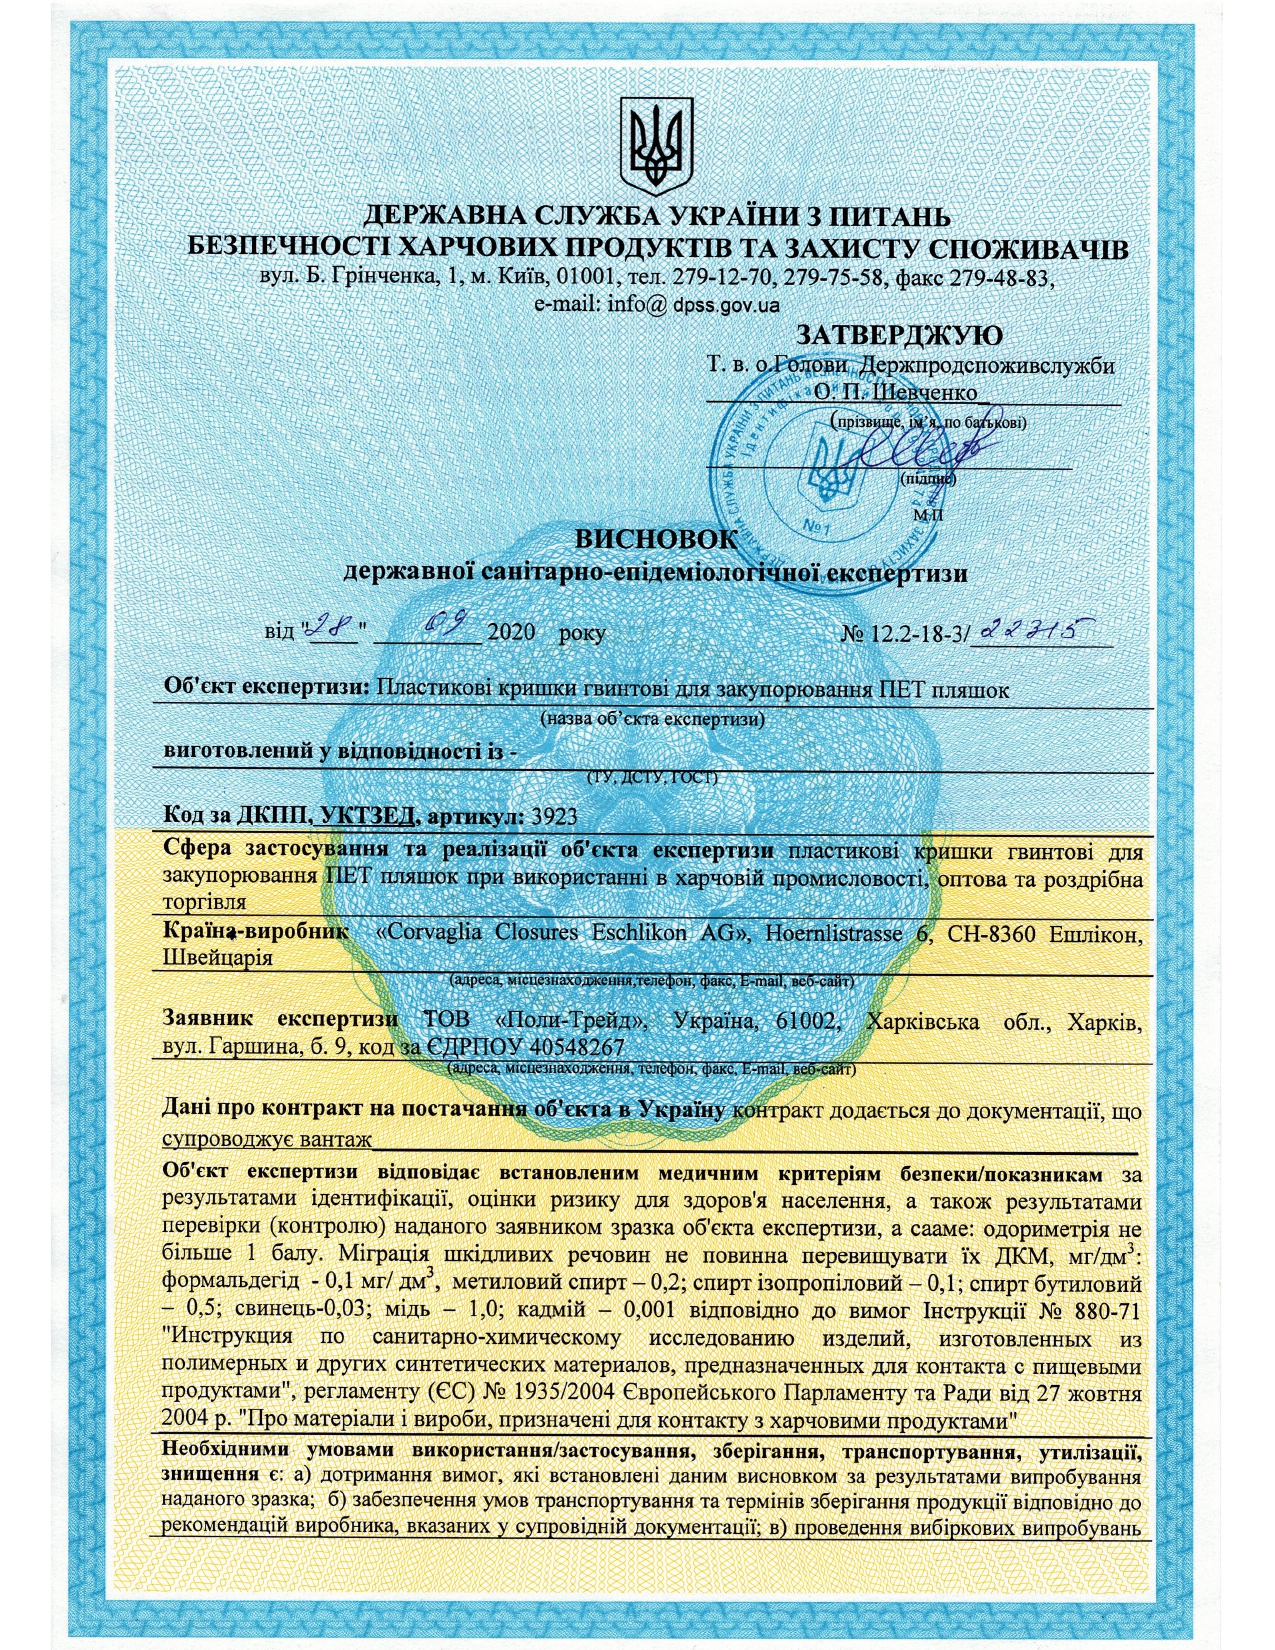 ДЕРЖАВНА СЛУЖБА УКРАЇНИ З ПИТАНЬ
БЕЗПЕЧНОСТІ ХАРЧОВИХ ПРОДУКТІВ ТА ЗАХИСТУ СПОЖИВАЧІВ
вул. Б. Грінченка, 1, м. Київ, 01001, тел. 279-12-70, 279-75-58, факс 279-48-83,
e-mail: info@ dpss.gov.ua
ЗАТВЕРДЖУЮ
Т. в. о.Голови Держпродспоживслужби
О. П. Шевченко
(прізвище, ім’я, по батькові)
(підпис)
М.П
№1
ВИСНОВОК
державної санітарно-епідеміологічної експертизи
від "28" 09 2020 року № 12.2-18-3/22315
Об'єкт експертизи: Пластикові кришки гвинтові для закупорювання ПЕТ пляшок
(назва об’єкта експертизи)
виготовлений у відповідності із -
(ТУ, ДСТУ, ГОСТ)
Код за ДКПП, УКТЗЕД, артикул: 3923
Сфера застосування та реалізації об'єкта експертизи пластикові кришки гвинтові для
закупорювання ПЕТ пляшок при використанні в харчовій промисловості, оптова та роздрібна
торгівля
Країна-виробник «Corvaglia Closures Eschlikon AG», Hoernlistrasse 6, CH-8360 Ешлікон,
Швейцарія
(адреса, місцезнаходження,телефон, факс, E-mail, веб-сайт)
Заявник експертизи ТОВ «Поли-Трейд», Україна, 61002, Харківська обл., Харків,
вул. Гаршина, б. 9, код за ЄДРПОУ 40548267
(адреса, місцезнаходження, телефон, факс, E-mail, веб-сайт)
Дані про контракт на постачання об'єкта в Україну контракт додається до документації, що
супроводжує вантаж
Об'єкт експертизи відповідає встановленим медичним критеріям безпеки/показникам за
результатами ідентифікації, оцінки ризику для здоров'я населення, а також результатами
перевірки (контролю) наданого заявником зразка об'єкта експертизи, а сааме: одориметрія не
більше 1 балу. Міграція шкідливих речовин не повинна перевищувати їх ДКМ, мг/дм³:
формальдегід - 0,1 мг/ дм³, метиловий спирт – 0,2; спирт ізопропіловий – 0,1; спирт бутиловий
– 0,5; свинець-0,03; мідь – 1,0; кадмій – 0,001 відповідно до вимог Інструкції № 880-71
"Инструкция по санитарно-химическому исследованию изделий, изготовленных из
полимерных и других синтетических материалов, предназначенных для контакта с пищевыми
продуктами", регламенту (ЄС) № 1935/2004 Європейського Парламенту та Ради від 27 жовтня
2004 р. "Про матеріали і вироби, призначені для контакту з харчовими продуктами"
Необхідними умовами використання/застосування, зберігання, транспортування, утилізації,
знищення є: а) дотримання вимог, які встановлені даним висновком за результатами випробування
наданого зразка; б) забезпечення умов транспортування та термінів зберігання продукції відповідно до
рекомендацій виробника, вказаних у супровідній документації; в) проведення вибіркових випробувань